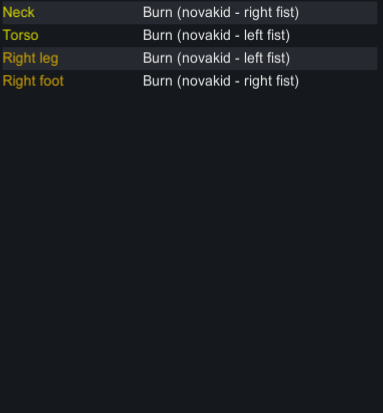 Neck Burn (novakid - right fist)
Torso Burn (novakid - left fist)
Right leg Burn (novakid - left fist)
Right foot Burn (novakid - right fist)